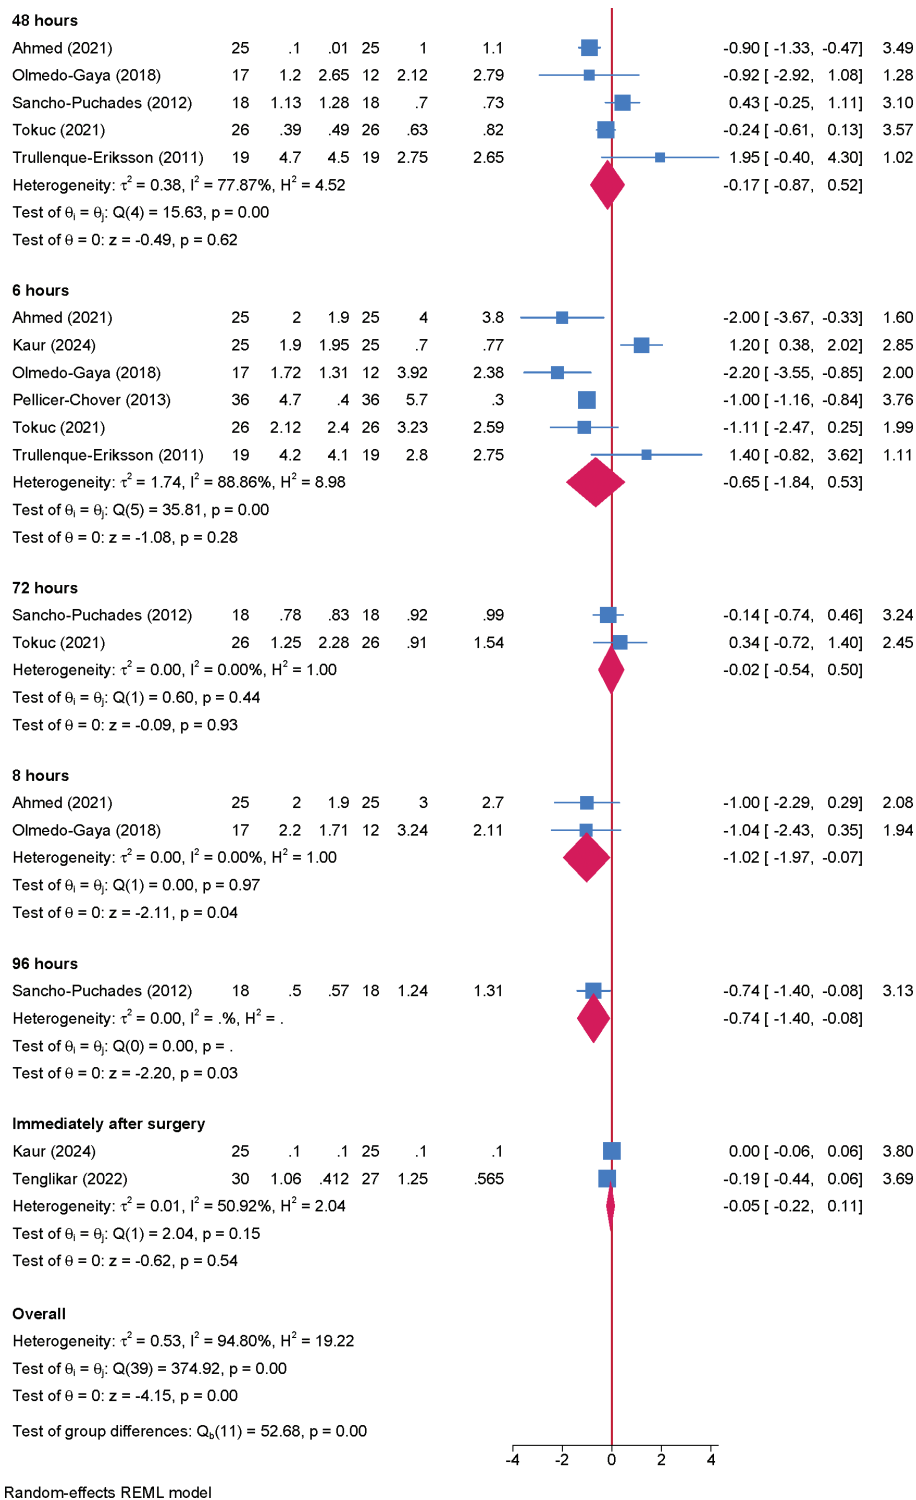 48 hours
Ahmed (2021) 25 .1 .01 25 1 1.1 -0.90 [ -1.33, -0.47] 3.49
Olmedo-Gaya (2018) 17 1.2 2.65 12 2.12 2.79 -0.92 [ -2.92, 1.08] 1.28
Sancho-Puchades (2012) 18 1.13 1.28 18 .7 .73 0.43 [ -0.25, 1.11] 3.10
Tokuc (2021) 26 .39 .49 26 .63 .82 -0.24 [ -0.61, 0.13] 3.57
Trullenque-Eriksson (2011) 19 4.7 4.5 19 2.75 2.65 1.95 [ -0.40, 4.30] 1.02
Heterogeneity: τ² = 0.38, I² = 77.87%, H² = 4.52 -0.17 [ -0.87, 0.52]
Test of θᵢ = θⱼ: Q(4) = 15.63, p = 0.00
Test of θ = 0: z = -0.49, p = 0.62
6 hours
Ahmed (2021) 25 2 1.9 25 4 3.8 -2.00 [ -3.67, -0.33] 1.60
Kaur (2024) 25 1.9 1.95 25 .7 .77 1.20 [ 0.38, 2.02] 2.85
Olmedo-Gaya (2018) 17 1.72 1.31 12 3.92 2.38 -2.20 [ -3.55, -0.85] 2.00
Pellicer-Chover (2013) 36 4.7 .4 36 5.7 .3 -1.00 [ -1.16, -0.84] 3.76
Tokuc (2021) 26 2.12 2.4 26 3.23 2.59 -1.11 [ -2.47, 0.25] 1.99
Trullenque-Eriksson (2011) 19 4.2 4.1 19 2.8 2.75 1.40 [ -0.82, 3.62] 1.11
Heterogeneity: τ² = 1.74, I² = 88.86%, H² = 8.98 -0.65 [ -1.84, 0.53]
Test of θᵢ = θⱼ: Q(5) = 35.81, p = 0.00
Test of θ = 0: z = -1.08, p = 0.28
72 hours
Sancho-Puchades (2012) 18 .78 .83 18 .92 .99 -0.14 [ -0.74, 0.46] 3.24
Tokuc (2021) 26 1.25 2.28 26 .91 1.54 0.34 [ -0.72, 1.40] 2.45
Heterogeneity: τ² = 0.00, I² = 0.00%, H² = 1.00 -0.02 [ -0.54, 0.50]
Test of θᵢ = θⱼ: Q(1) = 0.60, p = 0.44
Test of θ = 0: z = -0.09, p = 0.93
8 hours
Ahmed (2021) 25 2 1.9 25 3 2.7 -1.00 [ -2.29, 0.29] 2.08
Olmedo-Gaya (2018) 17 2.2 1.71 12 3.24 2.11 -1.04 [ -2.43, 0.35] 1.94
Heterogeneity: τ² = 0.00, I² = 0.00%, H² = 1.00 -1.02 [ -1.97, -0.07]
Test of θᵢ = θⱼ: Q(1) = 0.00, p = 0.97
Test of θ = 0: z = -2.11, p = 0.04
96 hours
Sancho-Puchades (2012) 18 .5 .57 18 1.24 1.31 -0.74 [ -1.40, -0.08] 3.13
Heterogeneity: τ² = 0.00, I² = .%, H² = . -0.74 [ -1.40, -0.08]
Test of θᵢ = θⱼ: Q(0) = 0.00, p = .
Test of θ = 0: z = -2.20, p = 0.03
Immediately after surgery
Kaur (2024) 25 .1 .1 25 .1 .1 0.00 [ -0.06, 0.06] 3.80
Tenglikar (2022) 30 1.06 .412 27 1.25 .565 -0.19 [ -0.44, 0.06] 3.69
Heterogeneity: τ² = 0.01, I² = 50.92%, H² = 2.04 -0.05 [ -0.22, 0.11]
Test of θᵢ = θⱼ: Q(1) = 2.04, p = 0.15
Test of θ = 0: z = -0.62, p = 0.54
Overall
Heterogeneity: τ² = 0.53, I² = 94.80%, H² = 19.22
Test of θᵢ = θⱼ: Q(39) = 374.92, p = 0.00
Test of θ = 0: z = -4.15, p = 0.00
Test of group differences: Q_b(11) = 52.68, p = 0.00
-4 -2 0 2 4
Random-effects REML model